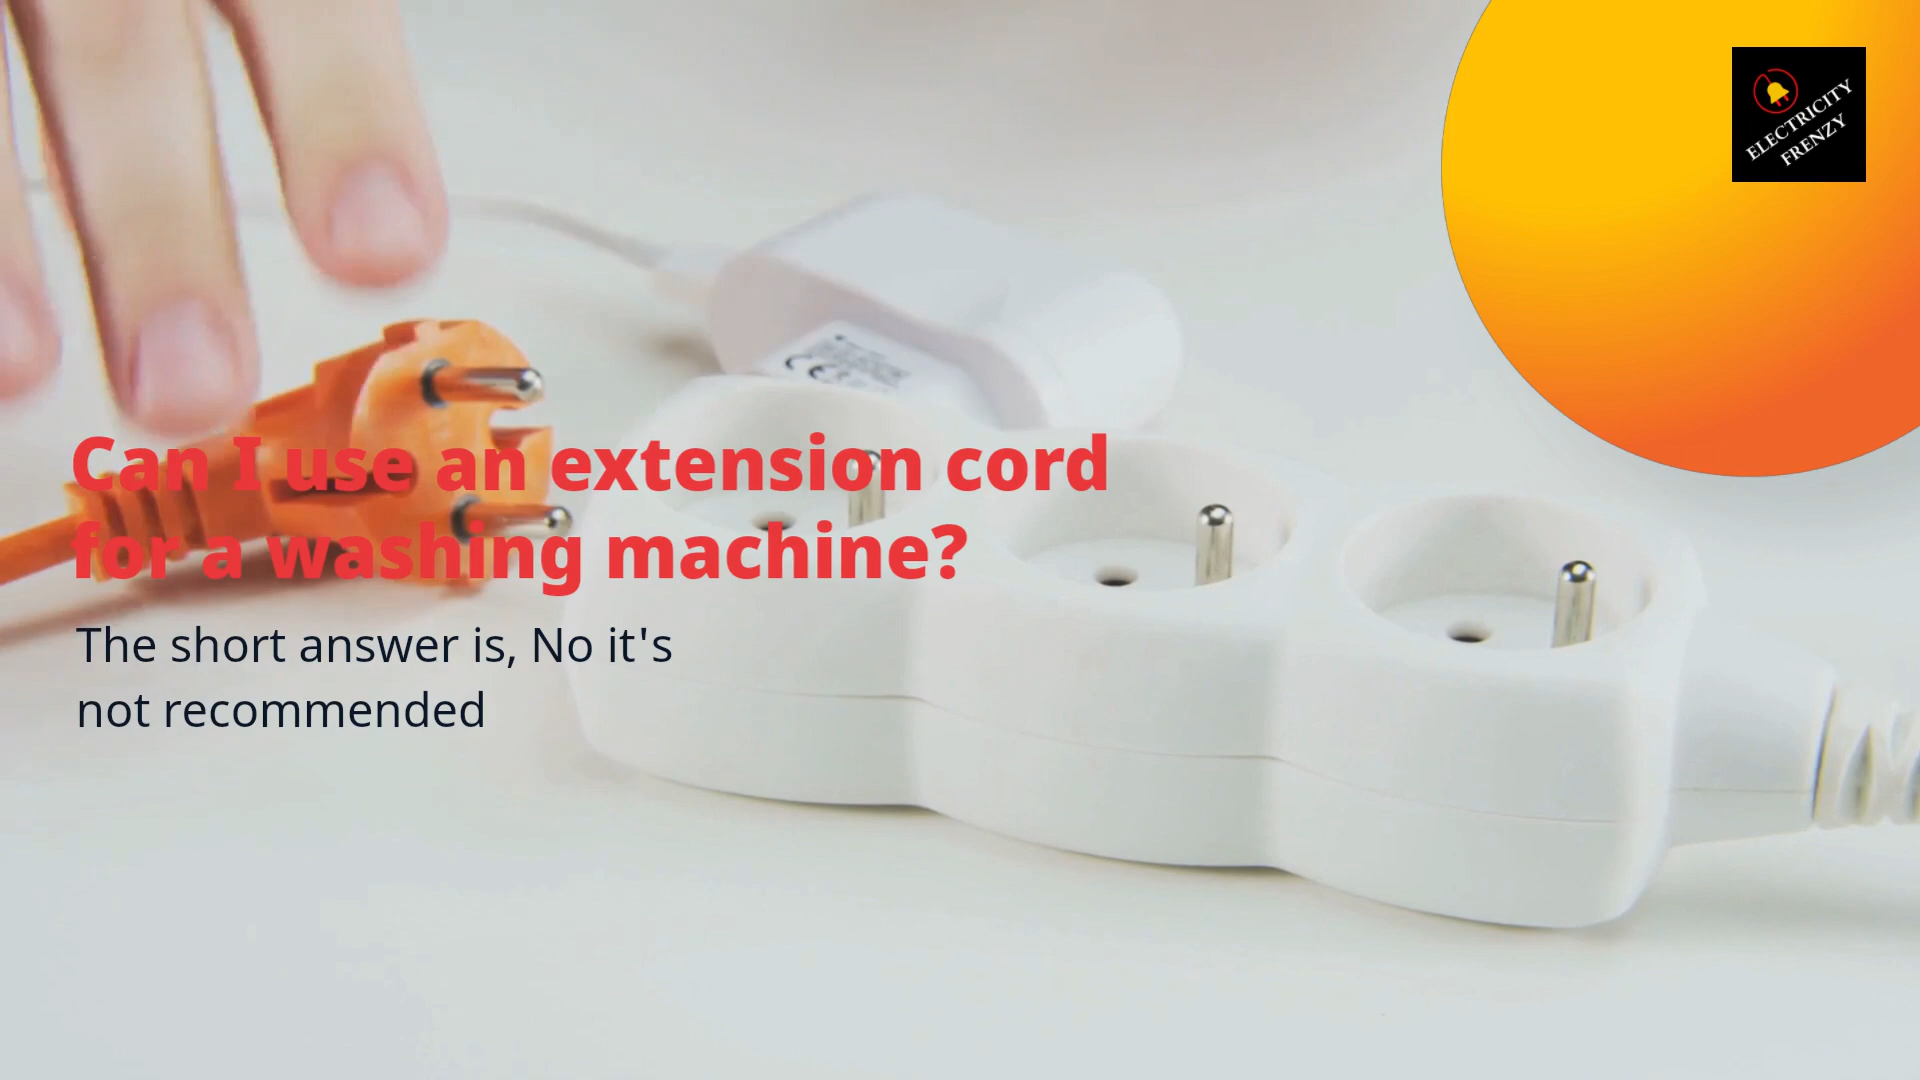 ELECTRICITY
FRENZY
Can I use an extension cord
for a washing machine?
The short answer is, No it's
not recommended